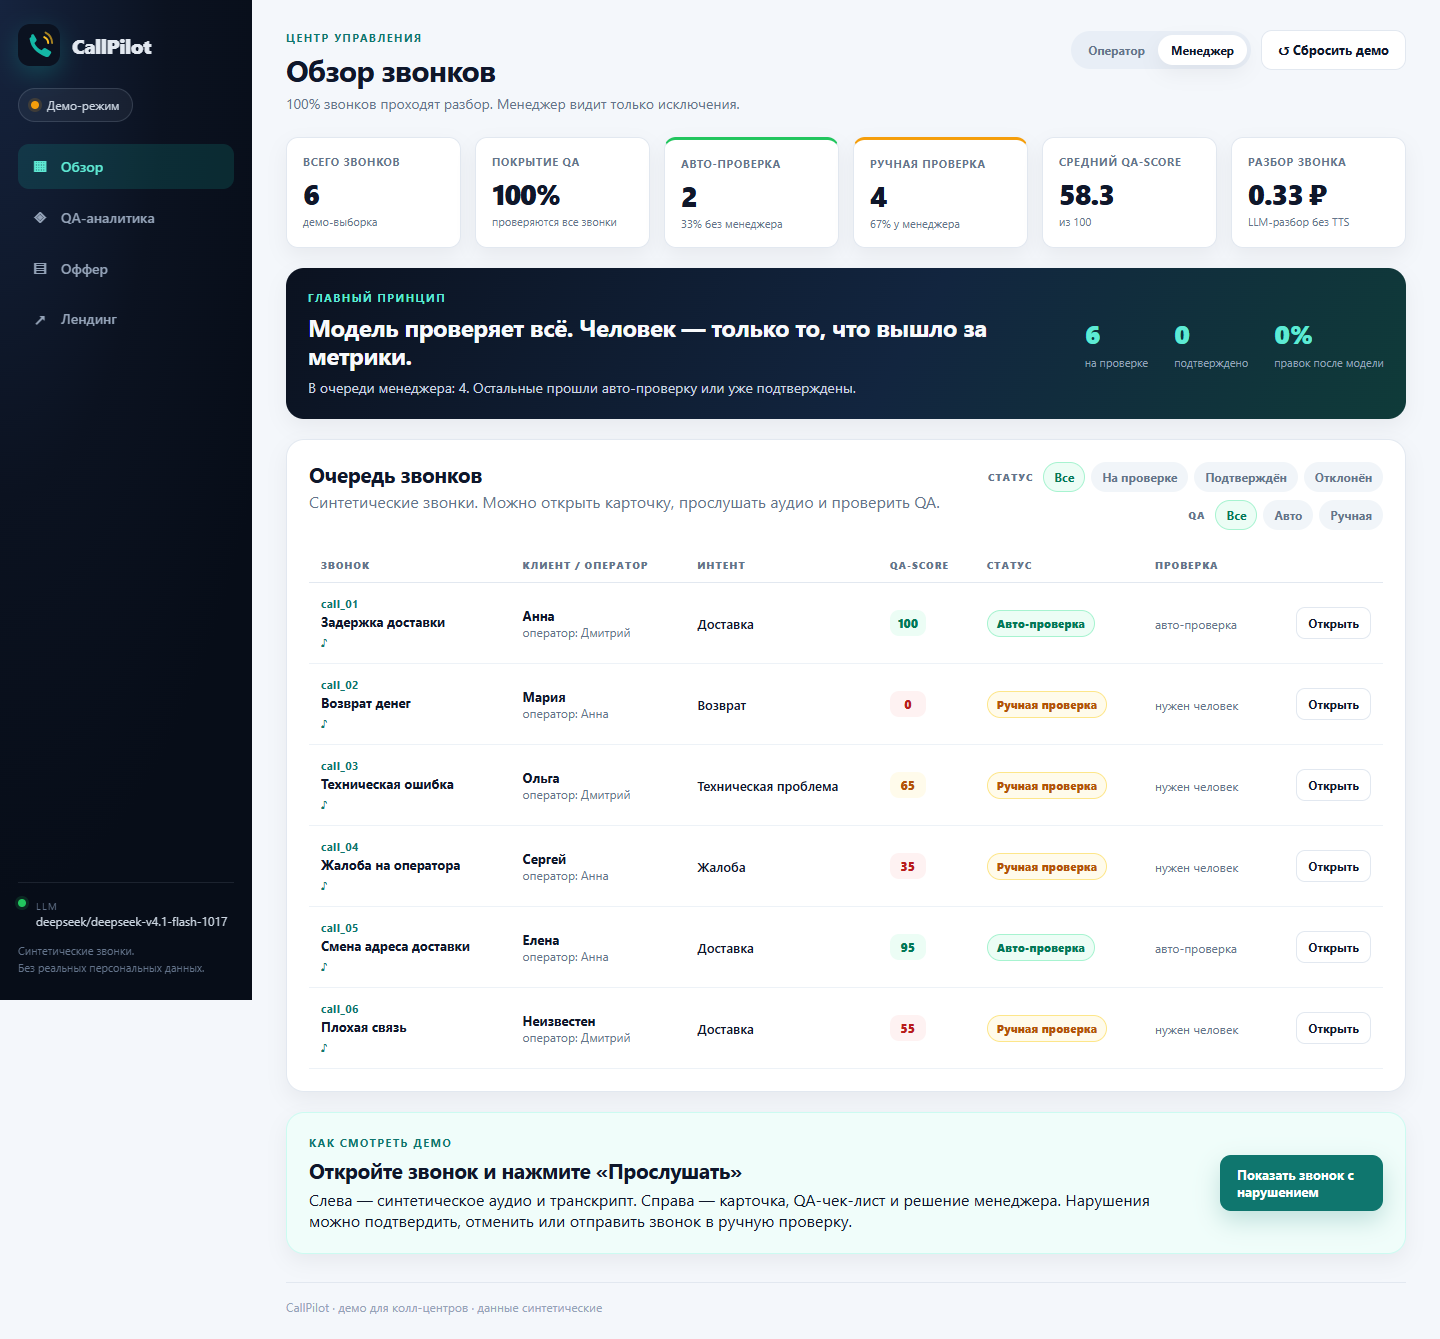 CallPilot
Демо-режим
Обзор
QA-аналитика
Оффер
Лендинг
LLM
deepseek/deepseek-v4.1-flash-1017
Синтетические звонки.
Без реальных персональных данных.
ЦЕНТР УПРАВЛЕНИЯ
Обзор звонков
100% звонков проходят разбор. Менеджер видит только исключения.
Оператор Менеджер
↺ Сбросить демо
ВСЕГО ЗВОНКОВ
6
демо-выборка
ПОКРЫТИЕ QA
100%
проверяются все звонки
АВТО-ПРОВЕРКА
2
33% без менеджера
РУЧНАЯ ПРОВЕРКА
4
67% у менеджера
СРЕДНИЙ QA-SCORE
58.3
из 100
РАЗБОР ЗВОНКА
0.33 ₽
LLM-разбор без TTS
ГЛАВНЫЙ ПРИНЦИП
Модель проверяет всё. Человек — только то, что вышло за
метрики.
В очереди менеджера: 4. Остальные прошли авто-проверку или уже подтверждены.
6
на проверке
0
подтверждено
0%
правок после модели
Очередь звонков
Синтетические звонки. Можно открыть карточку, прослушать аудио и проверить QA.
СТАТУС Все На проверке Подтверждён Отклонён
QA Все Авто Ручная
ЗВОНОК КЛИЕНТ / ОПЕРАТОР ИНТЕНТ QA-SCORE СТАТУС ПРОВЕРКА
call_01
Задержка доставки
♪
Анна
оператор: Дмитрий
Доставка
100
Авто-проверка
авто-проверка
Открыть
call_02
Возврат денег
♪
Мария
оператор: Анна
Возврат
0
Ручная проверка
нужен человек
Открыть
call_03
Техническая ошибка
♪
Ольга
оператор: Дмитрий
Техническая проблема
65
Ручная проверка
нужен человек
Открыть
call_04
Жалоба на оператора
♪
Сергей
оператор: Анна
Жалоба
35
Ручная проверка
нужен человек
Открыть
call_05
Смена адреса доставки
♪
Елена
оператор: Анна
Доставка
95
Авто-проверка
авто-проверка
Открыть
call_06
Плохая связь
♪
Неизвестен
оператор: Дмитрий
Доставка
55
Ручная проверка
нужен человек
Открыть
КАК СМОТРЕТЬ ДЕМО
Откройте звонок и нажмите «Прослушать»
Слева — синтетическое аудио и транскрипт. Справа — карточка, QA-чек-лист и решение менеджера. Нарушения
можно подтвердить, отменить или отправить звонок в ручную проверку.
Показать звонок с
нарушением
CallPilot · демо для колл-центров · данные синтетические